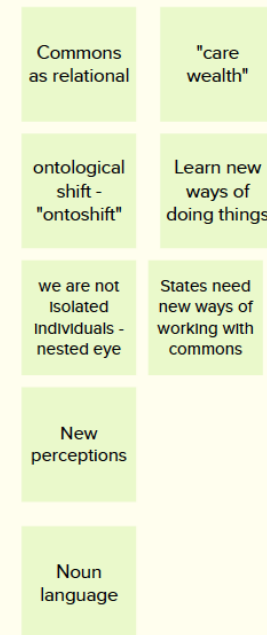 Commons
as relational
"care
wealth"
ontological
shift -
"ontoshift"
Learn new
ways of
doing things
we are not
isolated
individuals -
nested eye
States need
new ways of
working with
commons
New
perceptions
Noun
language